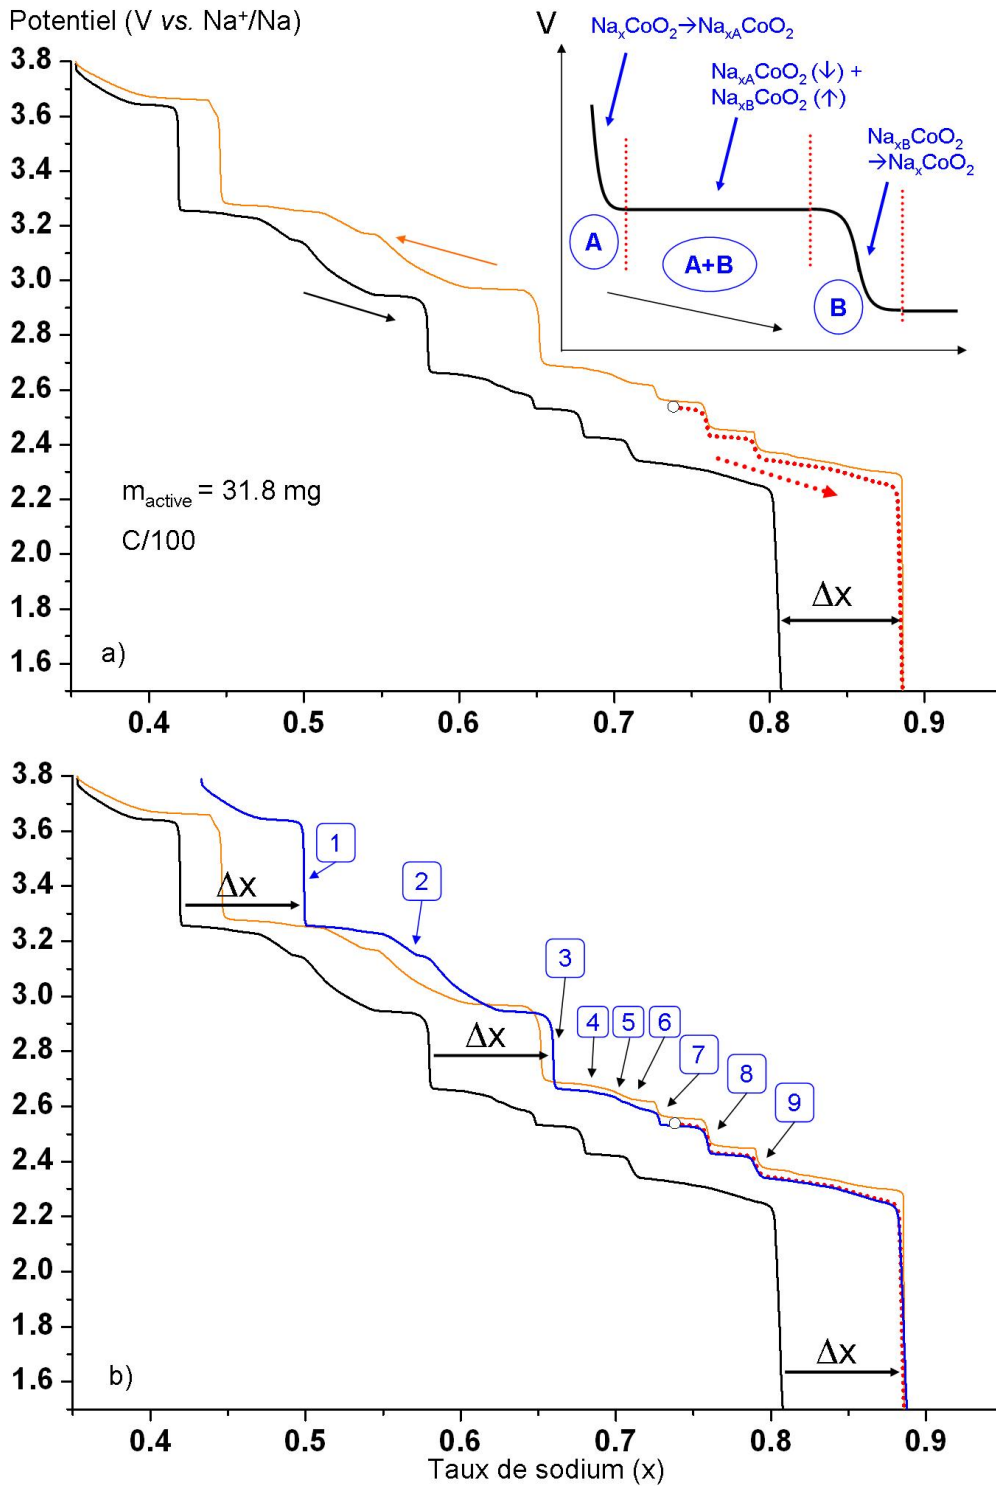 Potentiel (V vs. Na⁺/Na)
3.8
3.6
3.4
3.2
3.0
2.8
2.6
2.4
2.2
2.0
1.8
1.6
V
NaₓCoO₂→NaₓACoO₂
NaₓACoO₂ (↓) +
NaₓBCoO₂ (↑)
NaₓBCoO₂
→NaₓCoO₂
A
A+B
B
m_active = 31.8 mg
C/100
Δx
a)
0.4 0.5 0.6 0.7 0.8 0.9
3.8
3.6
3.4
3.2
3.0
2.8
2.6
2.4
2.2
2.0
1.8
1.6
1
2
3
4
5
6
7
8
9
Δx
Δx
Δx
b)
0.4 0.5 0.6 0.7 0.8 0.9
Taux de sodium (x)